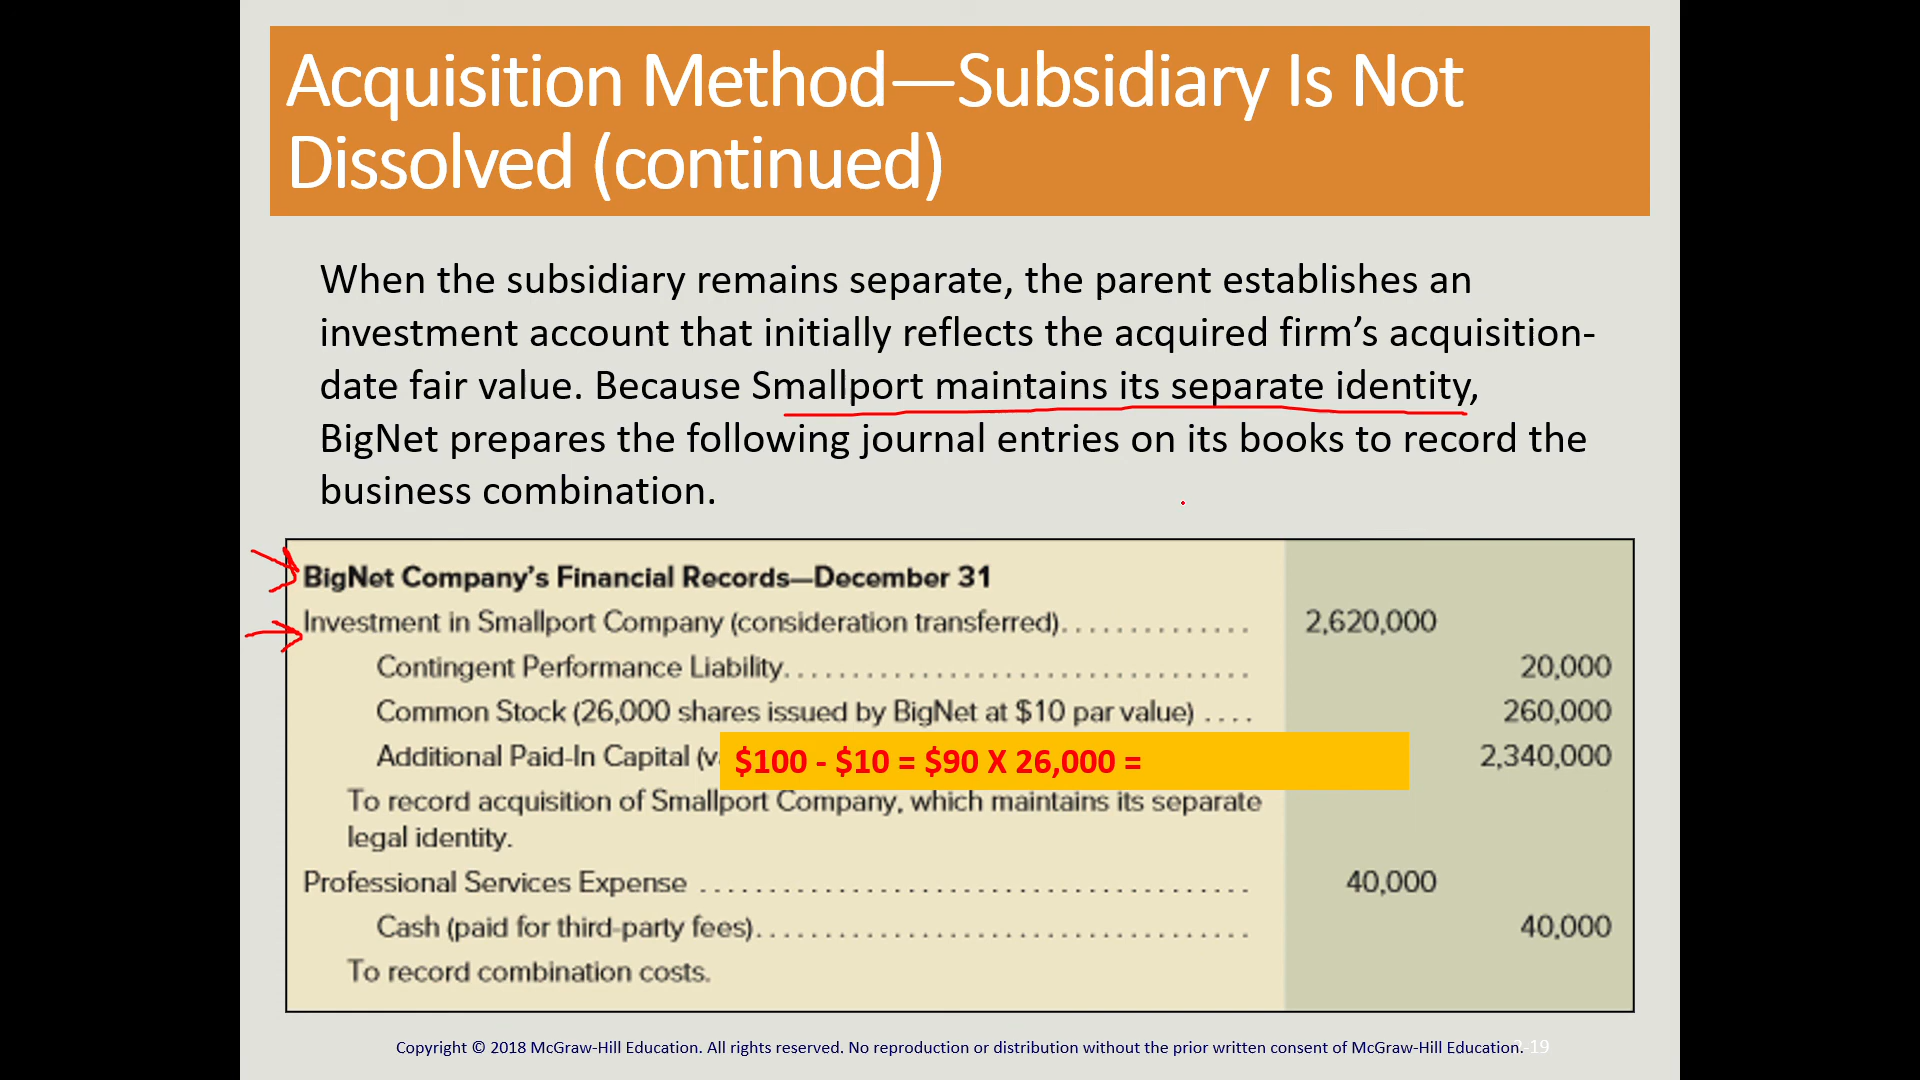 Acquisition Method—Subsidiary Is Not
Dissolved (continued)
When the subsidiary remains separate, the parent establishes an
investment account that initially reflects the acquired firm's acquisition-
date fair value. Because Smallport maintains its separate identity,
BigNet prepares the following journal entries on its books to record the
business combination.
BigNet Company's Financial Records—December 31
Investment in Smallport Company (consideration transferred). . . . . . . . . . . . . . 2,620,000
Contingent Performance Liability. . . . . . . . . . . . . . . . . . . . . . . . . . . . . . . . . . 20,000
Common Stock (26,000 shares issued by BigNet at $10 par value) . . . . 260,000
Additional Paid-In Capital $100 - $10 = $90 X 26,000 = 2,340,000
To record acquisition of Smallport Company, which maintains its separate
legal identity.
Professional Services Expense . . . . . . . . . . . . . . . . . . . . . . . . . . . . . . . . . . . . . . . . 40,000
Cash (paid for third-party fees). . . . . . . . . . . . . . . . . . . . . . . . . . . . . . . . . . . . 40,000
To record combination costs.
Copyright © 2018 McGraw-Hill Education. All rights reserved. No reproduction or distribution without the prior written consent of McGraw-Hill Education. -19